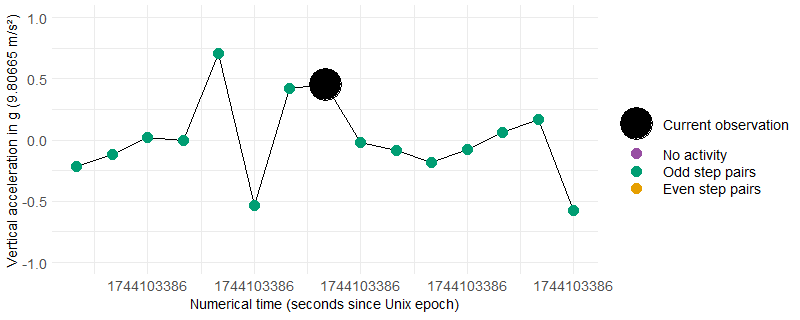 Vertical acceleration in g (9.80665 m/s²)
1.0
0.5
0.0
-0.5
-1.0
1744103386 1744103386 1744103386 1744103386 1744103386
Numerical time (seconds since Unix epoch)
Current observation
No activity
Odd step pairs
Even step pairs